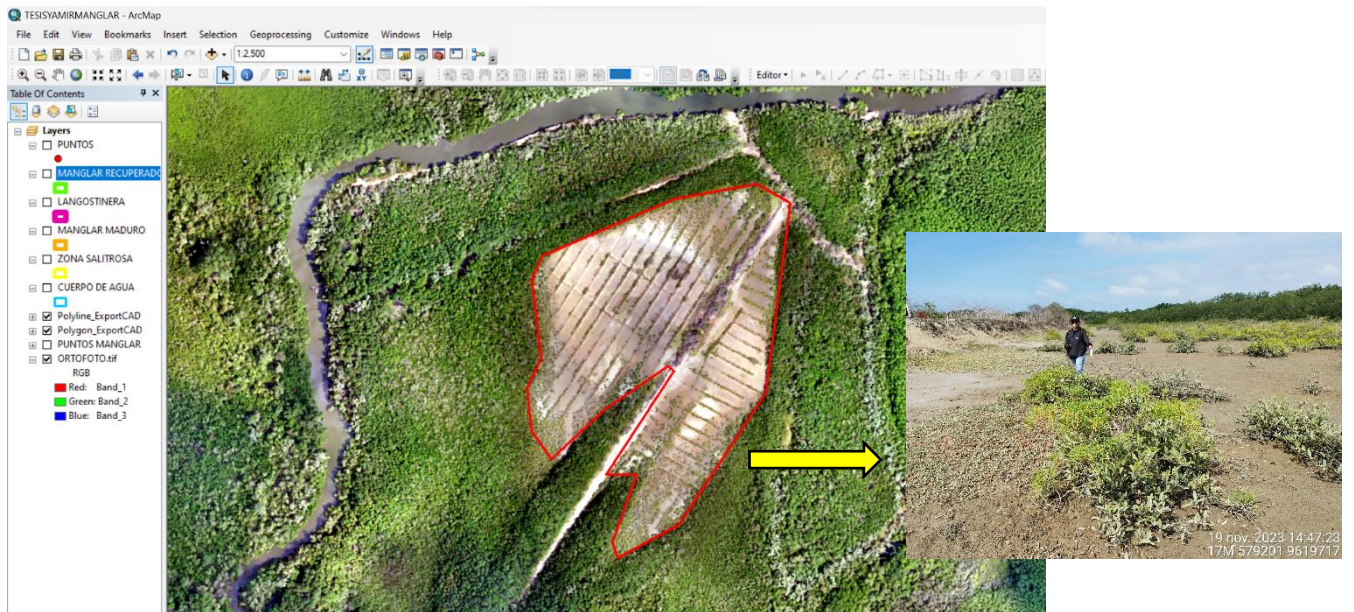 TESISYAMIRMANGLAR - ArcMap
File Edit View Bookmarks Insert Selection Geoprocessing Customize Windows Help
1:2,500
Editor
Table Of Contents
Layers
PUNTOS
MANGLAR RECUPERADO
LANGOSTINERA
MANGLAR MADURO
ZONA SALITROSA
CUERPO DE AGUA
Polyline_ExportCAD
Polygon_ExportCAD
PUNTOS MANGLAR
ORTOFOTO.tif
RGB
Red: Band_1
Green: Band_2
Blue: Band_3
19 nov. 2023 14:47:23
17M 579201 9619717